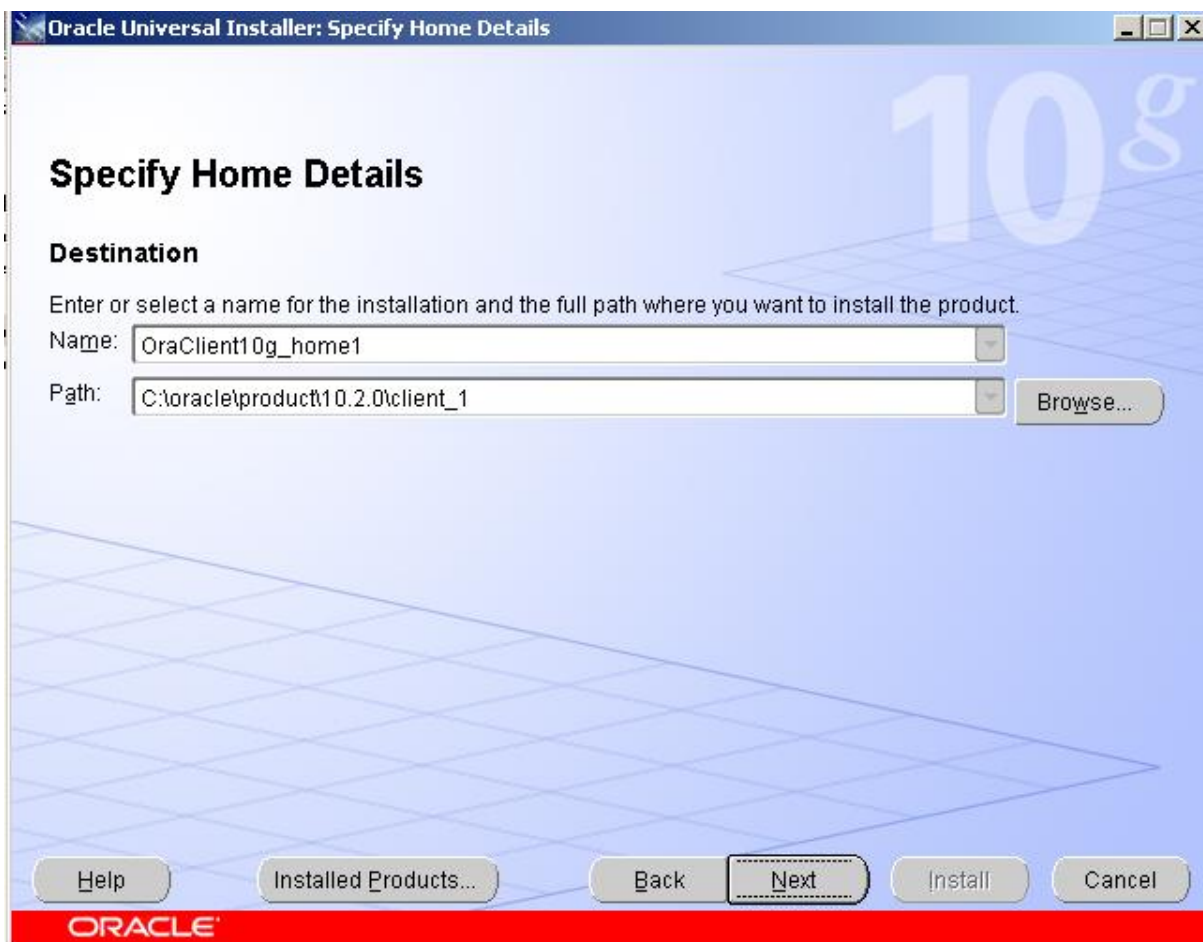 Oracle Universal Installer: Specify Home Details
10g
Specify Home Details
Destination
Enter or select a name for the installation and the full path where you want to install the product.
Name: OraClient10g_home1
Path: C:\oracle\product\10.2.0\client_1 Browse...
Help Installed Products... Back Next Install Cancel
ORACLE